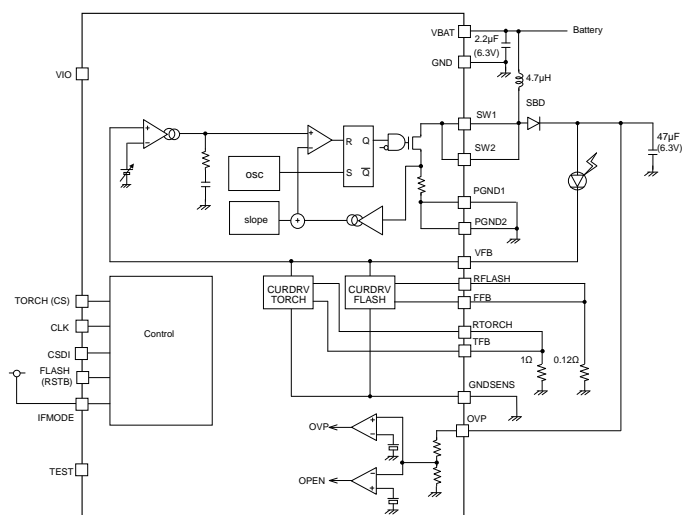 VBAT
Battery
2.2μF
(6.3V)
GND
VIO
4.7μH
SBD
SW1
47μF
(6.3V)
+
−
+
−
R
Q
S
Q̅
SW2
osc
slope
+
PGND1
PGND2
VFB
RFLASH
FFB
CURDRV
TORCH
CURDRV
FLASH
TORCH (CS)
CLK
Control
RTORCH
TFB
CSDI
1Ω
0.12Ω
FLASH
(RSTB)
GNDSENS
IFMODE
OVP
OVP
+
−
TEST
OPEN
−
+